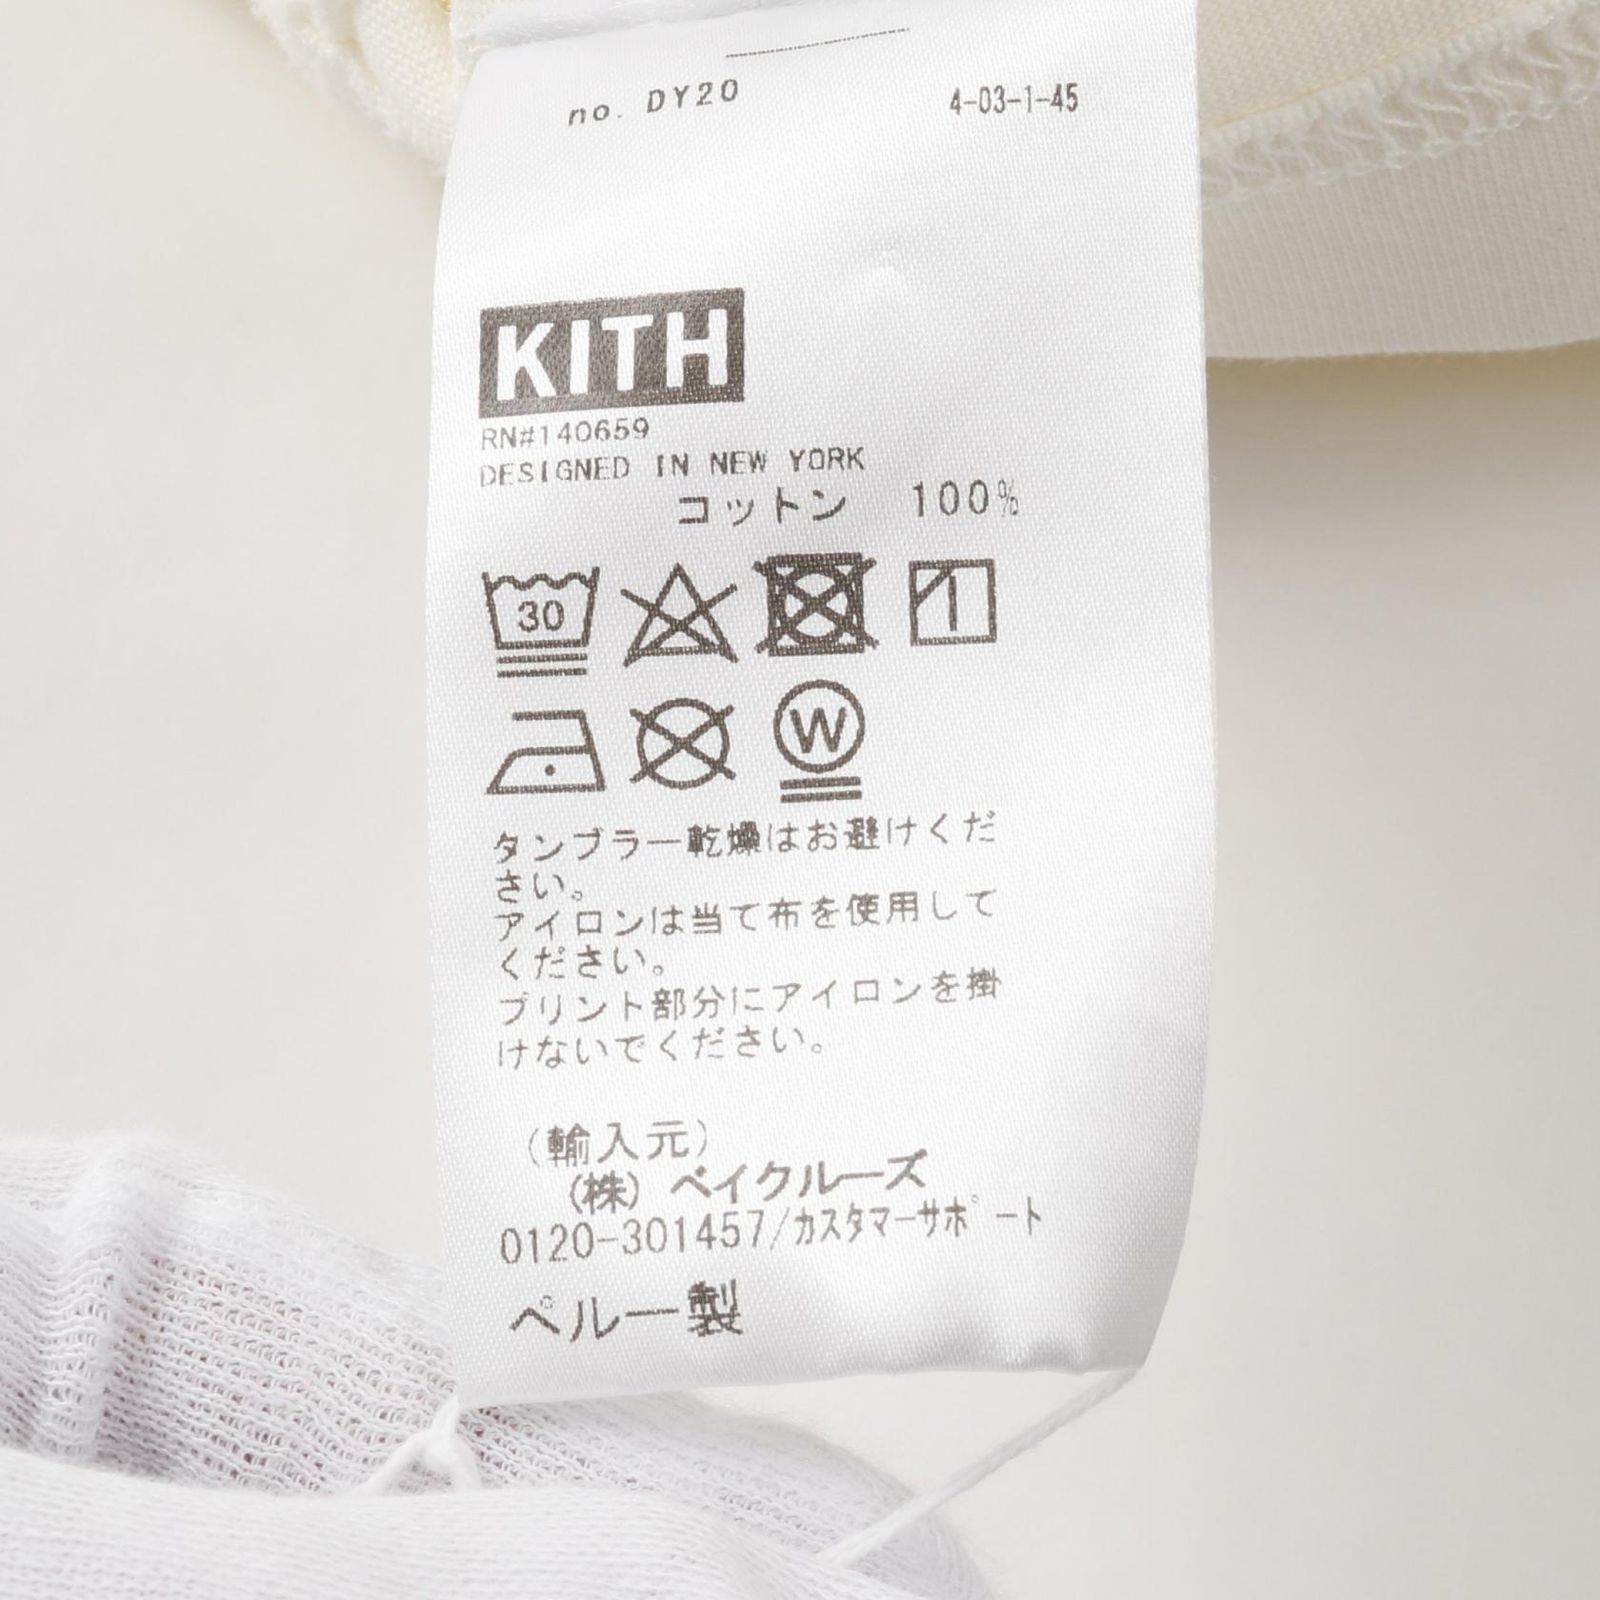 no. DY20 4-03-1-45
KITH
RN#140659
DESIGNED IN NEW YORK
コットン 100%
30
W
タンブラー乾燥はお避けくだ
さい。
アイロンは当て布を使用して
ください。
プリント部分にアイロンを掛
けないでください。
(輸入元)
(株) ベイクルーズ
0120-301457/カスタマーサポート
ペルー製